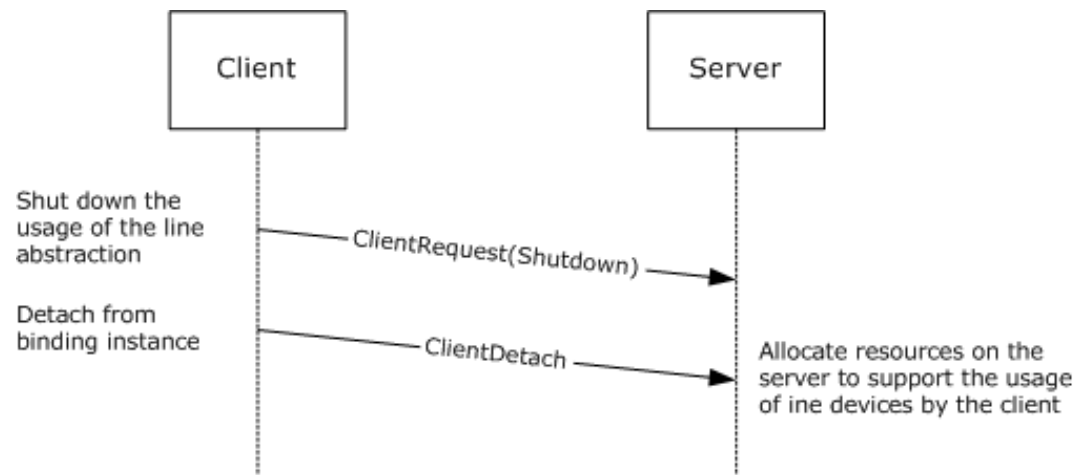 Client
Server
Shut down the
usage of the line
abstraction
ClientRequest(Shutdown)
Detach from
binding instance
ClientDetach
Allocate resources on the
server to support the usage
of ine devices by the client